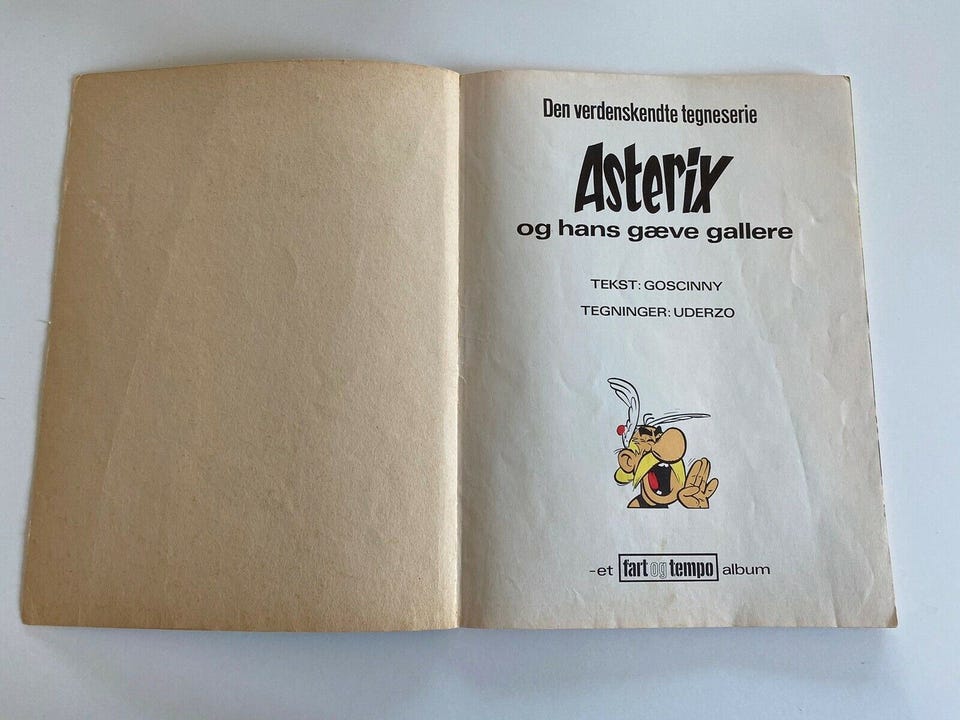 Den verdenskendte tegneserie
Asterix
og hans gæve gallere
TEKST: GOSCINNY
TEGNINGER: UDERZO
-et fart og tempo album